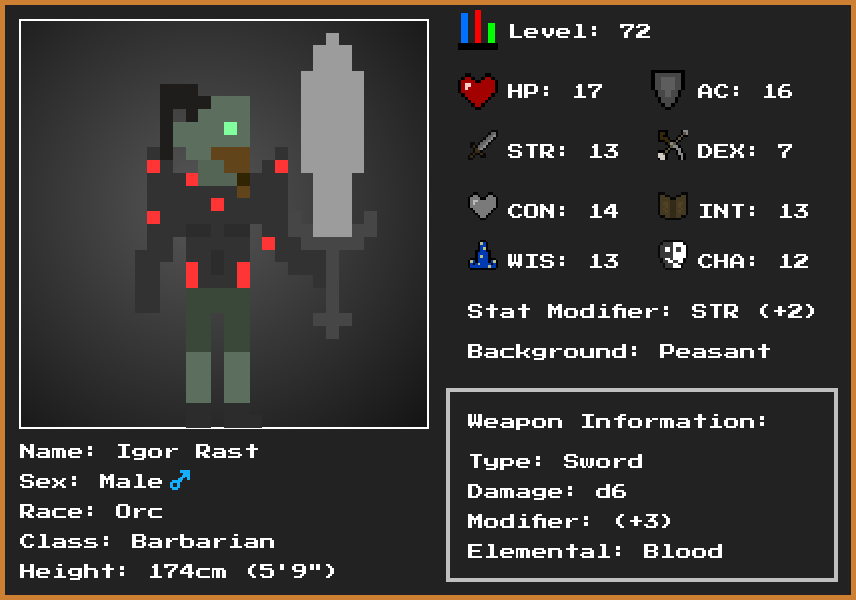 Level: 72
HP: 17
AC: 16
STR: 13
DEX: 7
CON: 14
INT: 13
WIS: 13
CHA: 12
Stat Modifier: STR (+2)
Background: Peasant
Weapon Information:
Type: Sword
Damage: d6
Modifier: (+3)
Elemental: Blood
Name: Igor Rast
Sex: Male ♂
Race: Orc
Class: Barbarian
Height: 174cm (5'9")